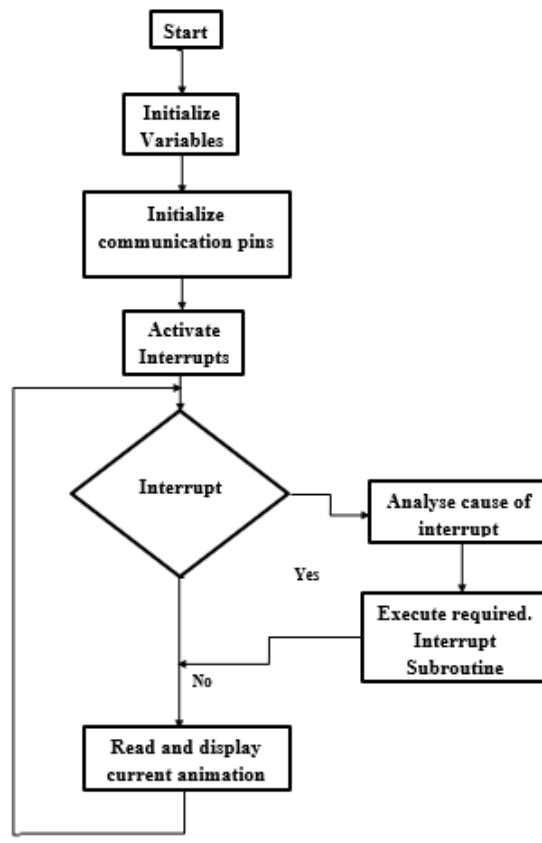 Start
Initialize
Variables
Initialize
communication pins
Activate
Interrupts
Interrupt
Analyse cause of
interrupt
Yes
Execute required.
Interrupt
Subroutine
No
Read and display
current animation